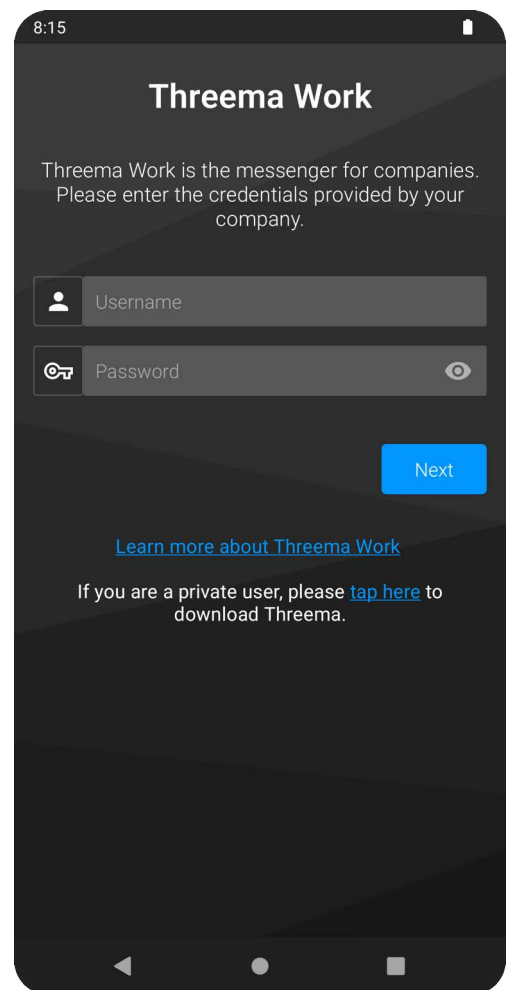 8:15
Threema Work
Threema Work is the messenger for companies.
Please enter the credentials provided by your
company.
Username
Password
Next
Learn more about Threema Work
If you are a private user, please tap here to
download Threema.